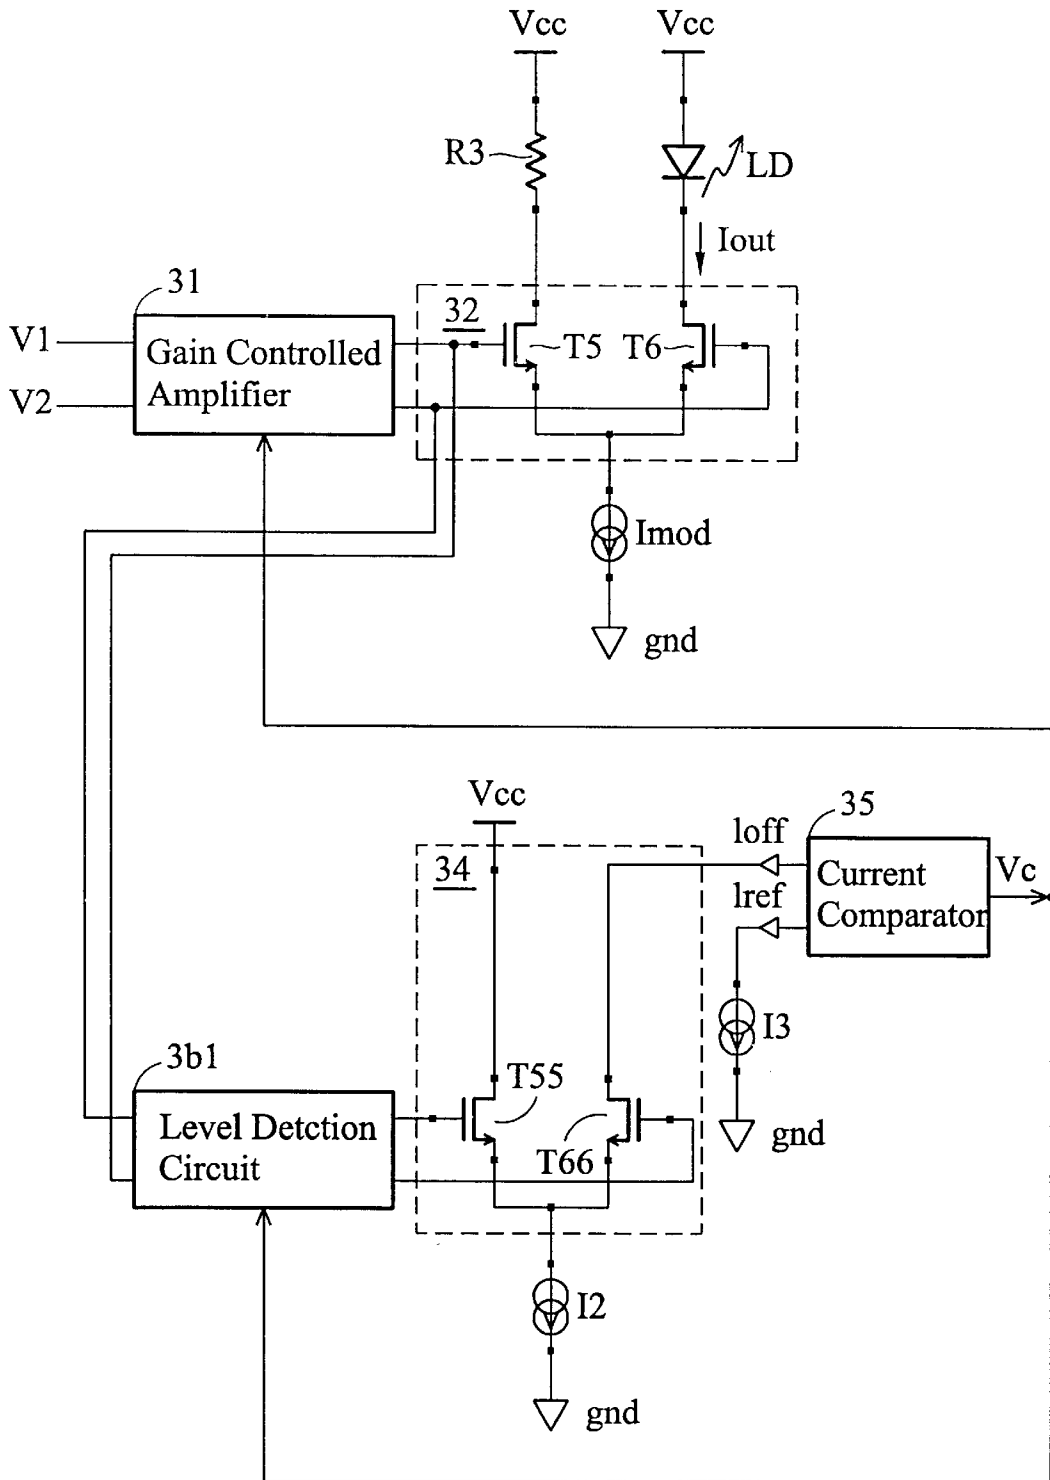 Vcc
Vcc
R3
LD
Iout
31
32
V1
Gain Controlled
Amplifier
T5
T6
V2
Imod
gnd
Vcc
35
loff
34
Current
Comparator
Vc
lref
I3
3b1
T55
Level Detction
Circuit
T66
gnd
I2
gnd